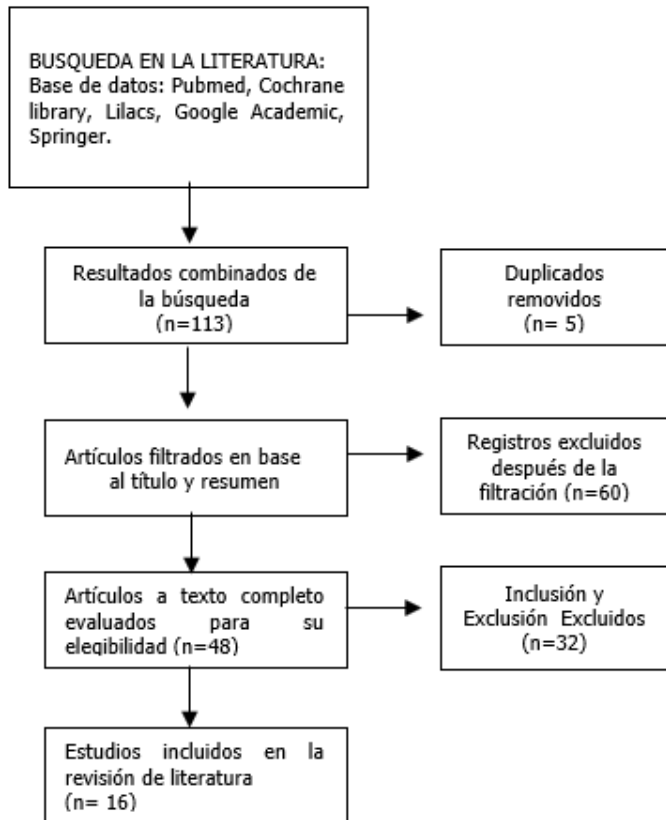 BUSQUEDA EN LA LITERATURA:
Base de datos: Pubmed, Cochrane
library, Lilacs, Google Academic,
Springer.
Resultados combinados de
la búsqueda
(n=113)
Duplicados
removidos
(n= 5)
Artículos filtrados en base
al título y resumen
Registros excluidos
después de la
filtración (n=60)
Artículos a texto completo
evaluados para su
elegibilidad (n=48)
Inclusión y
Exclusión Excluidos
(n=32)
Estudios incluidos en la
revisión de literatura
(n= 16)